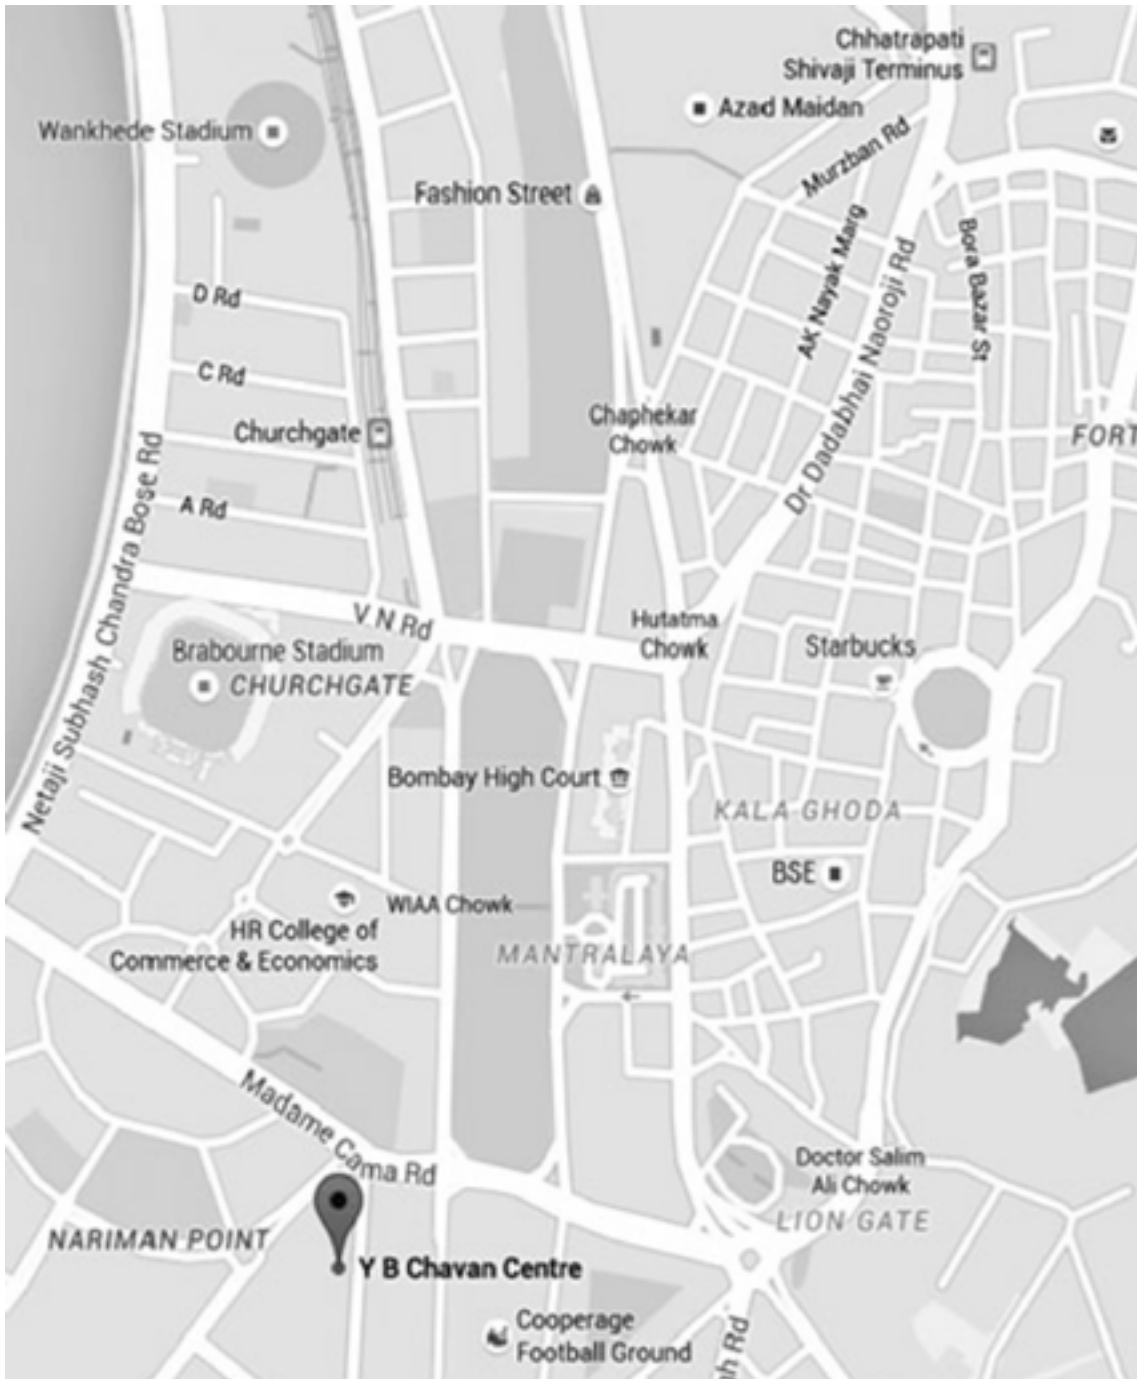 Chhatrapati
Shivaji Terminus
Azad Maidan
Wankhede Stadium
Murzban Rd
Fashion Street
AK Nayak Marg
Bora Bazar St
D Rd
Dr Dadabhai Naoroji Rd
C Rd
Chaphekar
Chowk
Churchgate
FORT
A Rd
Netaji Subhash Chandra Bose Rd
V N Rd
Hutatma
Chowk
Brabourne Stadium
Starbucks
CHURCHGATE
Bombay High Court
KALA GHODA
BSE
WIAA Chowk
HR College of
Commerce & Economics
MANTRALAYA
Madame Cama Rd
Doctor Salim
Ali Chowk
LION GATE
NARIMAN POINT
Y B Chavan Centre
Cooperage
Football Ground
Rd